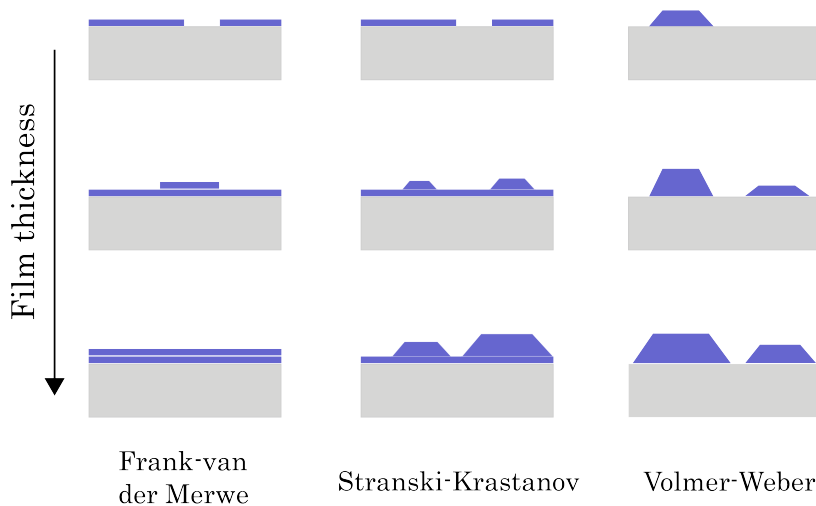 Film thickness
Frank-van
der Merwe
Stranski-Krastanov
Volmer-Weber